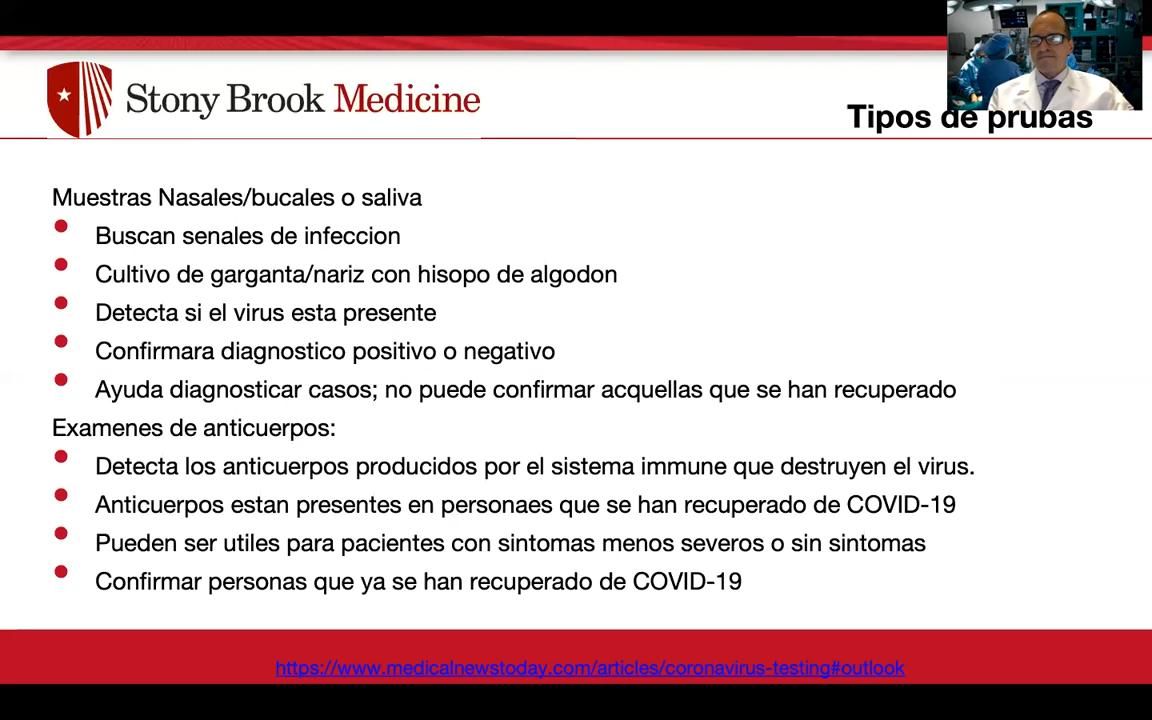 Stony Brook Medicine
Tipos de prubas
Muestras Nasales/bucales o saliva
Buscan senales de infeccion
Cultivo de garganta/nariz con hisopo de algodon
Detecta si el virus esta presente
Confirmara diagnostico positivo o negativo
Ayuda diagnosticar casos; no puede confirmar acquellas que se han recuperado
Examenes de anticuerpos:
Detecta los anticuerpos producidos por el sistema immune que destruyen el virus.
Anticuerpos estan presentes en personaes que se han recuperado de COVID-19
Pueden ser utiles para pacientes con sintomas menos severos o sin sintomas
Confirmar personas que ya se han recuperado de COVID-19
https://www.medicalnewstoday.com/articles/coronavirus-testing#outlook